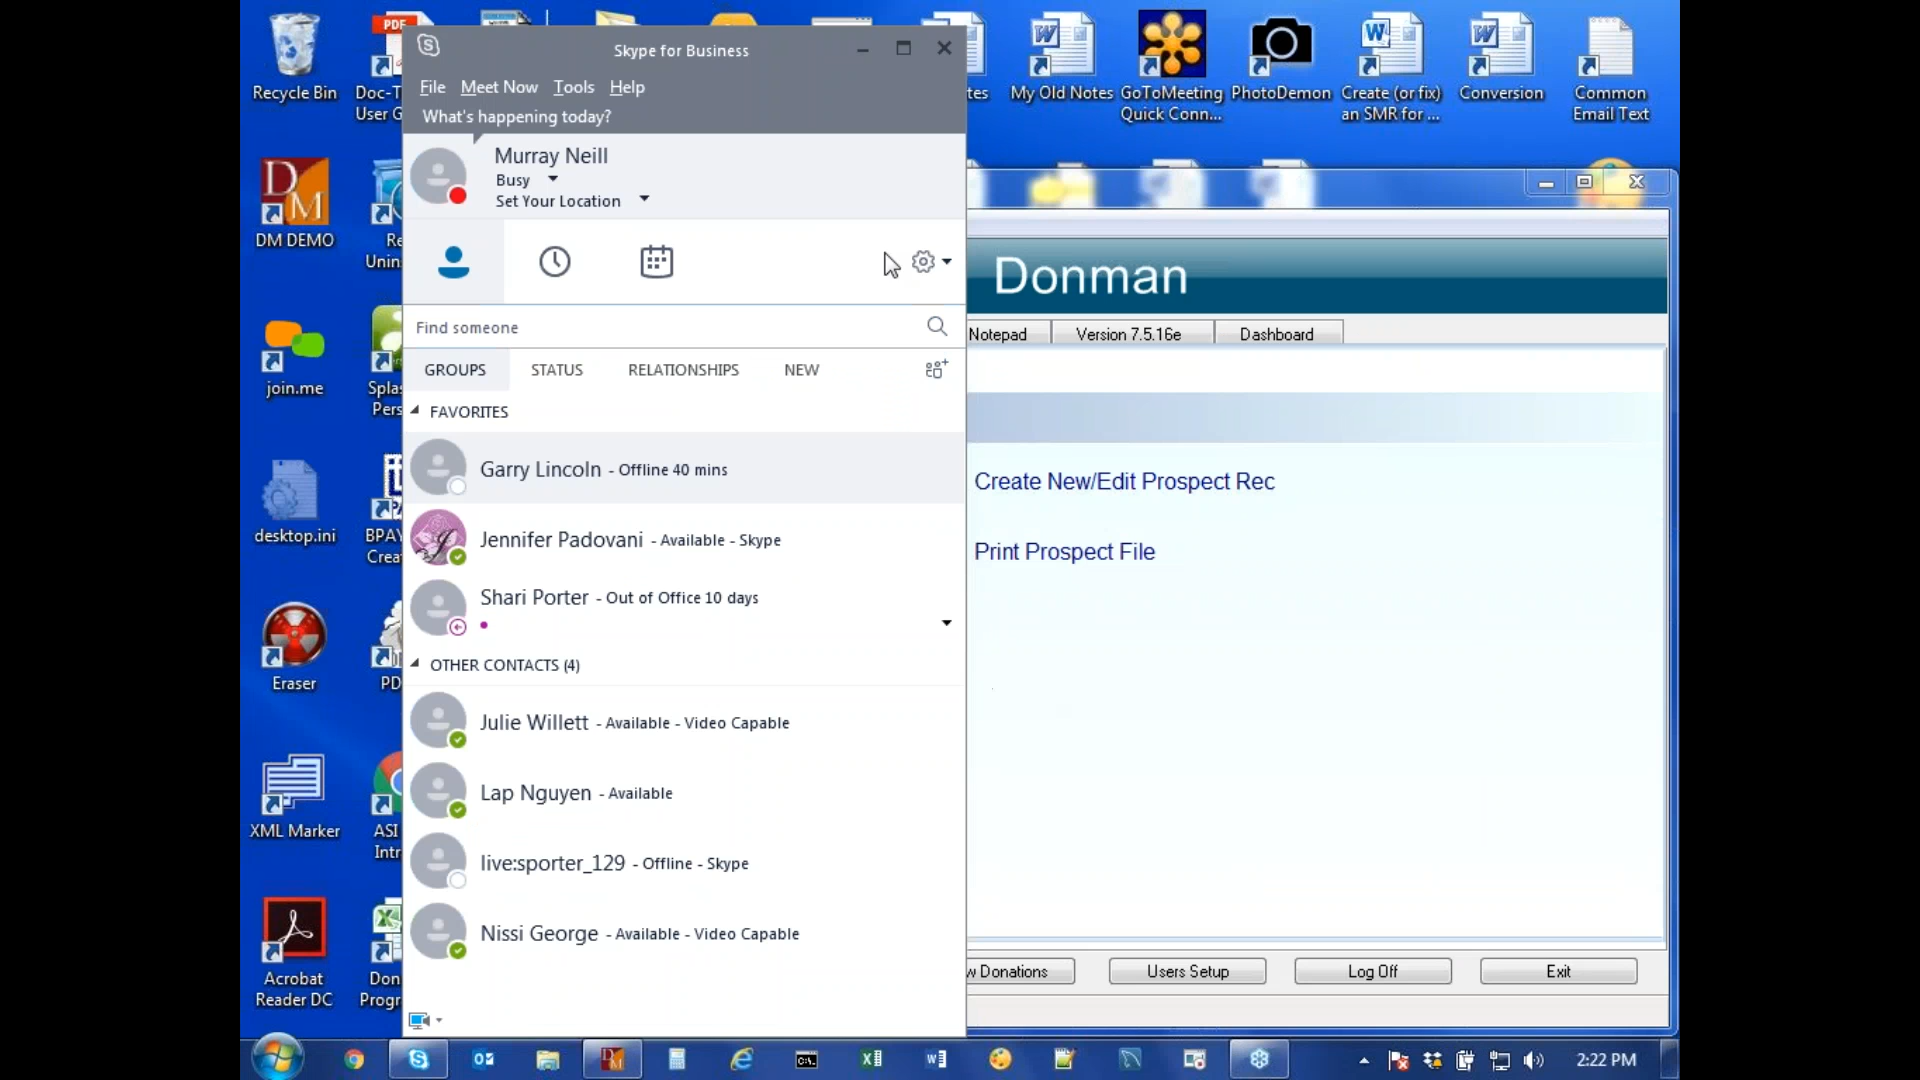 Recycle Bin
PDF
Doc-T
User G
tes
My Old Notes
GoToMeeting
Quick Conn...
PhotoDemon
Create (or fix)
an SMR for ...
Conversion
Common
Email Text
DM
DM DEMO
Re
Unin
join.me
Spla
Pers
desktop.ini
BPAY
Crea
Eraser
PD
XML Marker
ASI
Intr
Acrobat
Reader DC
Don
Progr
Skype for Business
File
Meet Now
Tools
Help
What's happening today?
Murray Neill
Busy
Set Your Location
Find someone
GROUPS
STATUS
RELATIONSHIPS
NEW
FAVORITES
Garry Lincoln - Offline 40 mins
Jennifer Padovani - Available - Skype
Shari Porter - Out of Office 10 days
OTHER CONTACTS (4)
Julie Willett - Available - Video Capable
Lap Nguyen - Available
live:sporter_129 - Offline - Skype
Nissi George - Available - Video Capable
Donman
Notepad
Version 7.5.16e
Dashboard
Create New/Edit Prospect Rec
Print Prospect File
w Donations
Users Setup
Log Off
Exit
2:22 PM